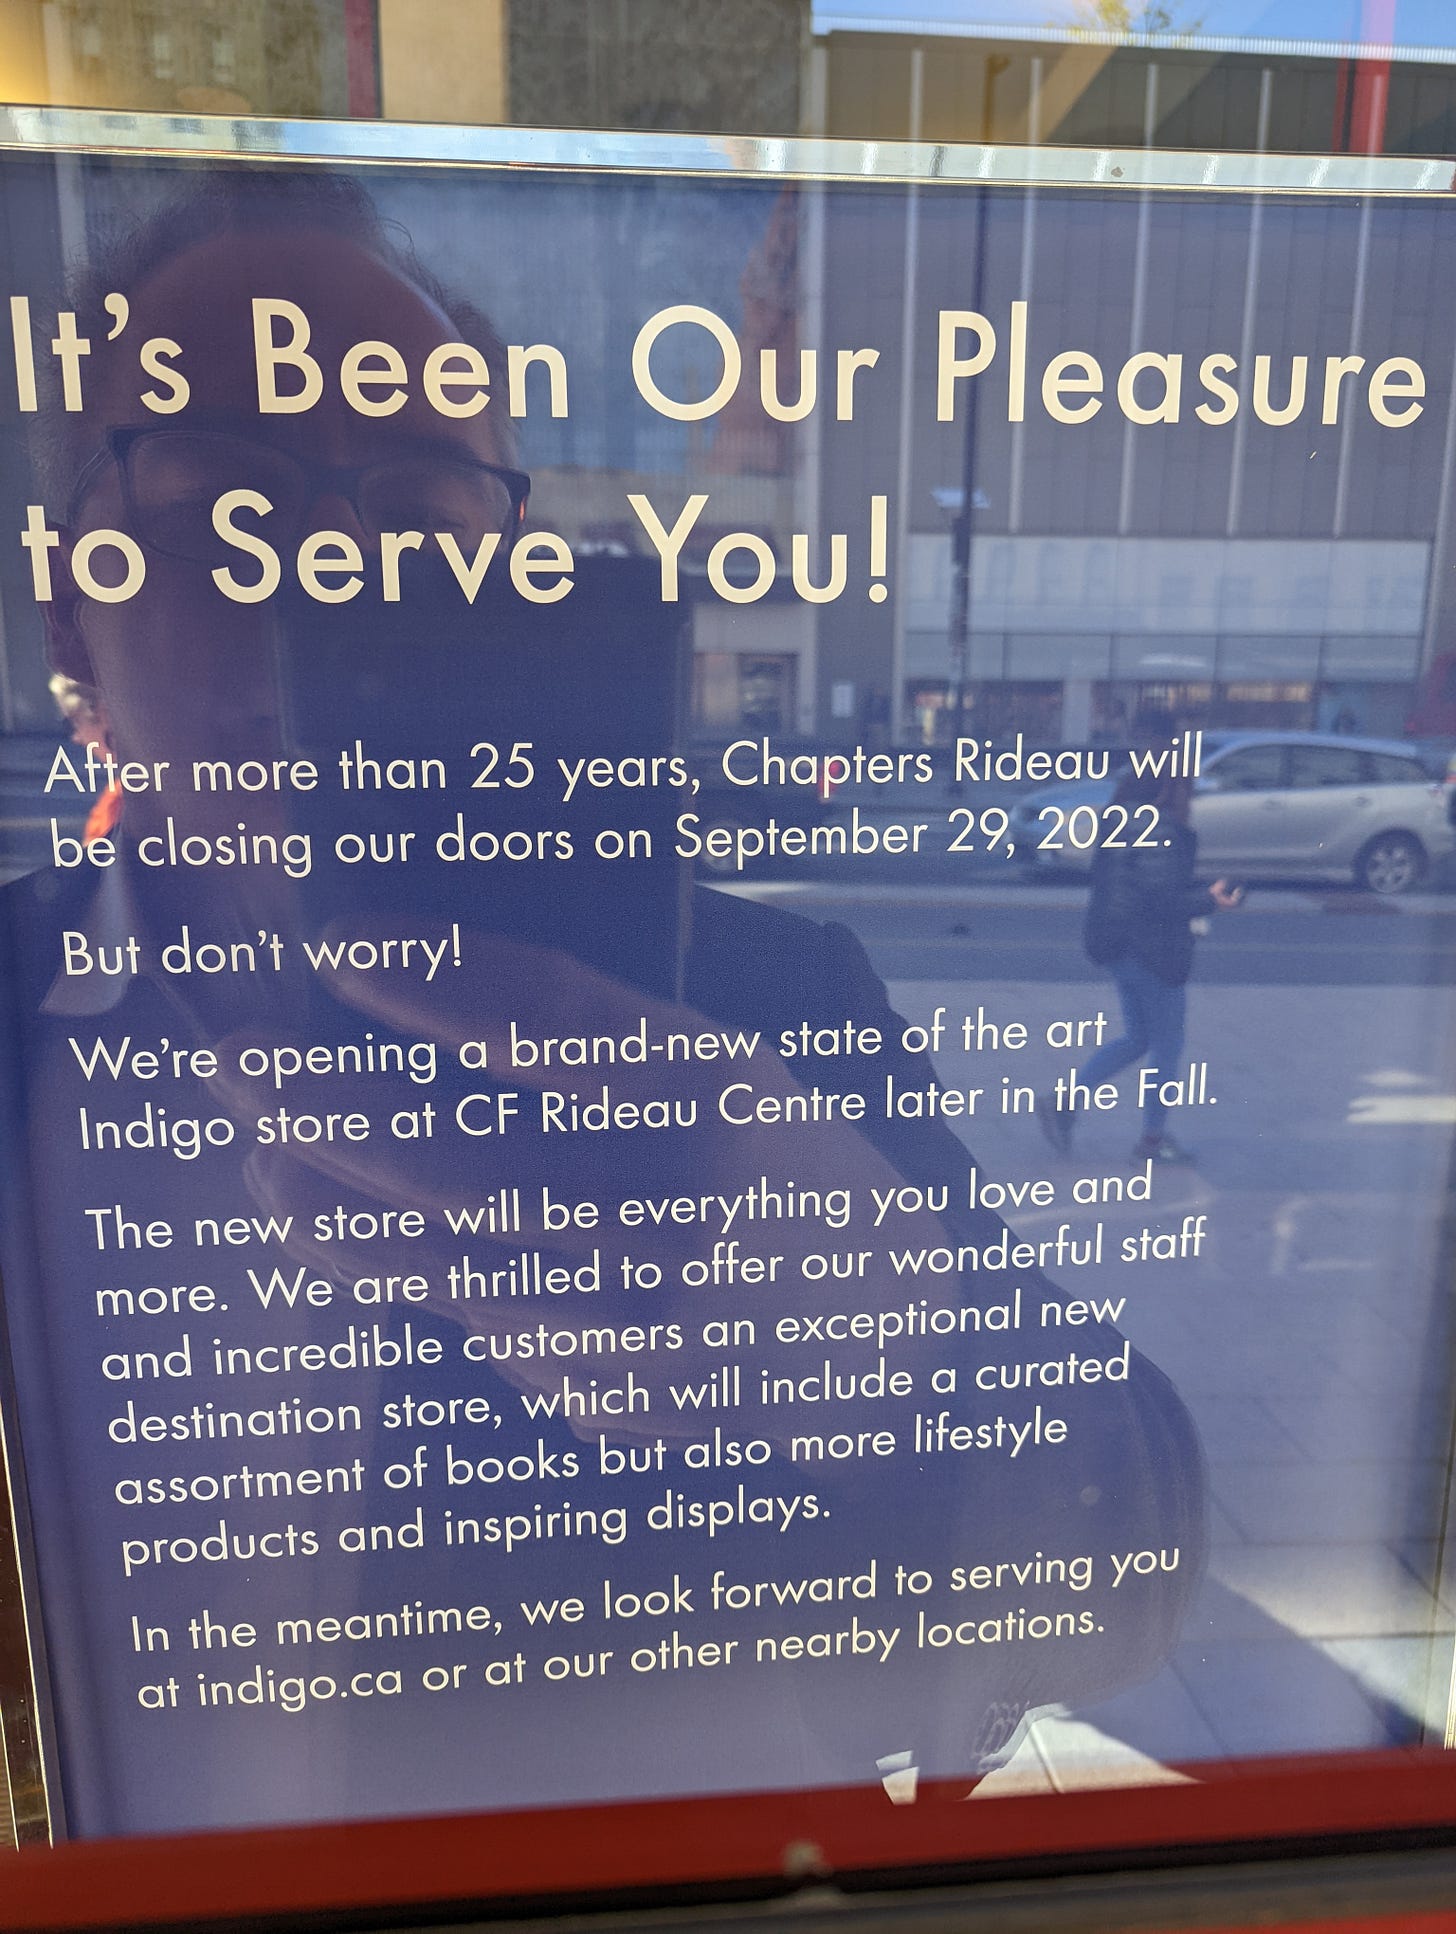 It's Been Our Pleasure
to Serve You!
After more than 25 years, Chapters Rideau will
be closing our doors on September 29, 2022.
But don't worry!
We're opening a brand-new state of the art
Indigo store at CF Rideau Centre later in the Fall.
The new store will be everything you love and
more. We are thrilled to offer our wonderful staff
and incredible customers an exceptional new
destination store, which will include a curated
assortment of books but also more lifestyle
products and inspiring displays.
In the meantime, we look forward to serving you
at indigo.ca or at our other nearby locations.